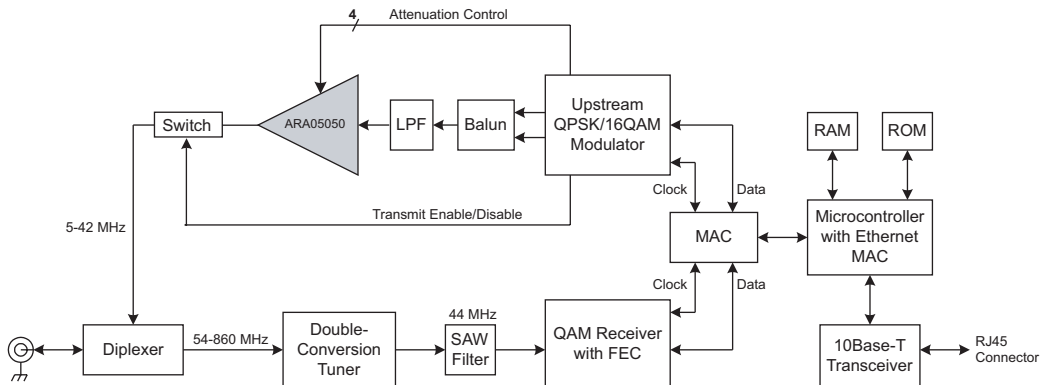 4
Attenuation Control
ARA05050
Switch
LPF
Balun
Upstream
QPSK/16QAM
Modulator
RAM
ROM
Clock
Data
Transmit Enable/Disable
5-42 MHz
MAC
Microcontroller
with Ethernet
MAC
Clock
Data
Diplexer
54-860 MHz
Double-
Conversion
Tuner
44 MHz
SAW
Filter
QAM Receiver
with FEC
10Base-T
Transceiver
RJ45
Connector